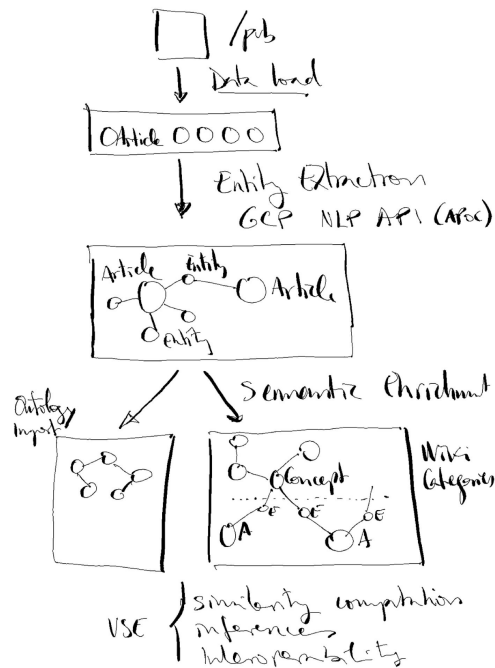 /pub
Data load
Article
Entity Extraction
GCP NLP API (APOC)
Article
Entity
Article
Entity
Semantic Enrichment
Ontology
Import
Concept
Wiki
Categories
E
E
E
A
A
VSE
similarity computation
inferences
Interoperability